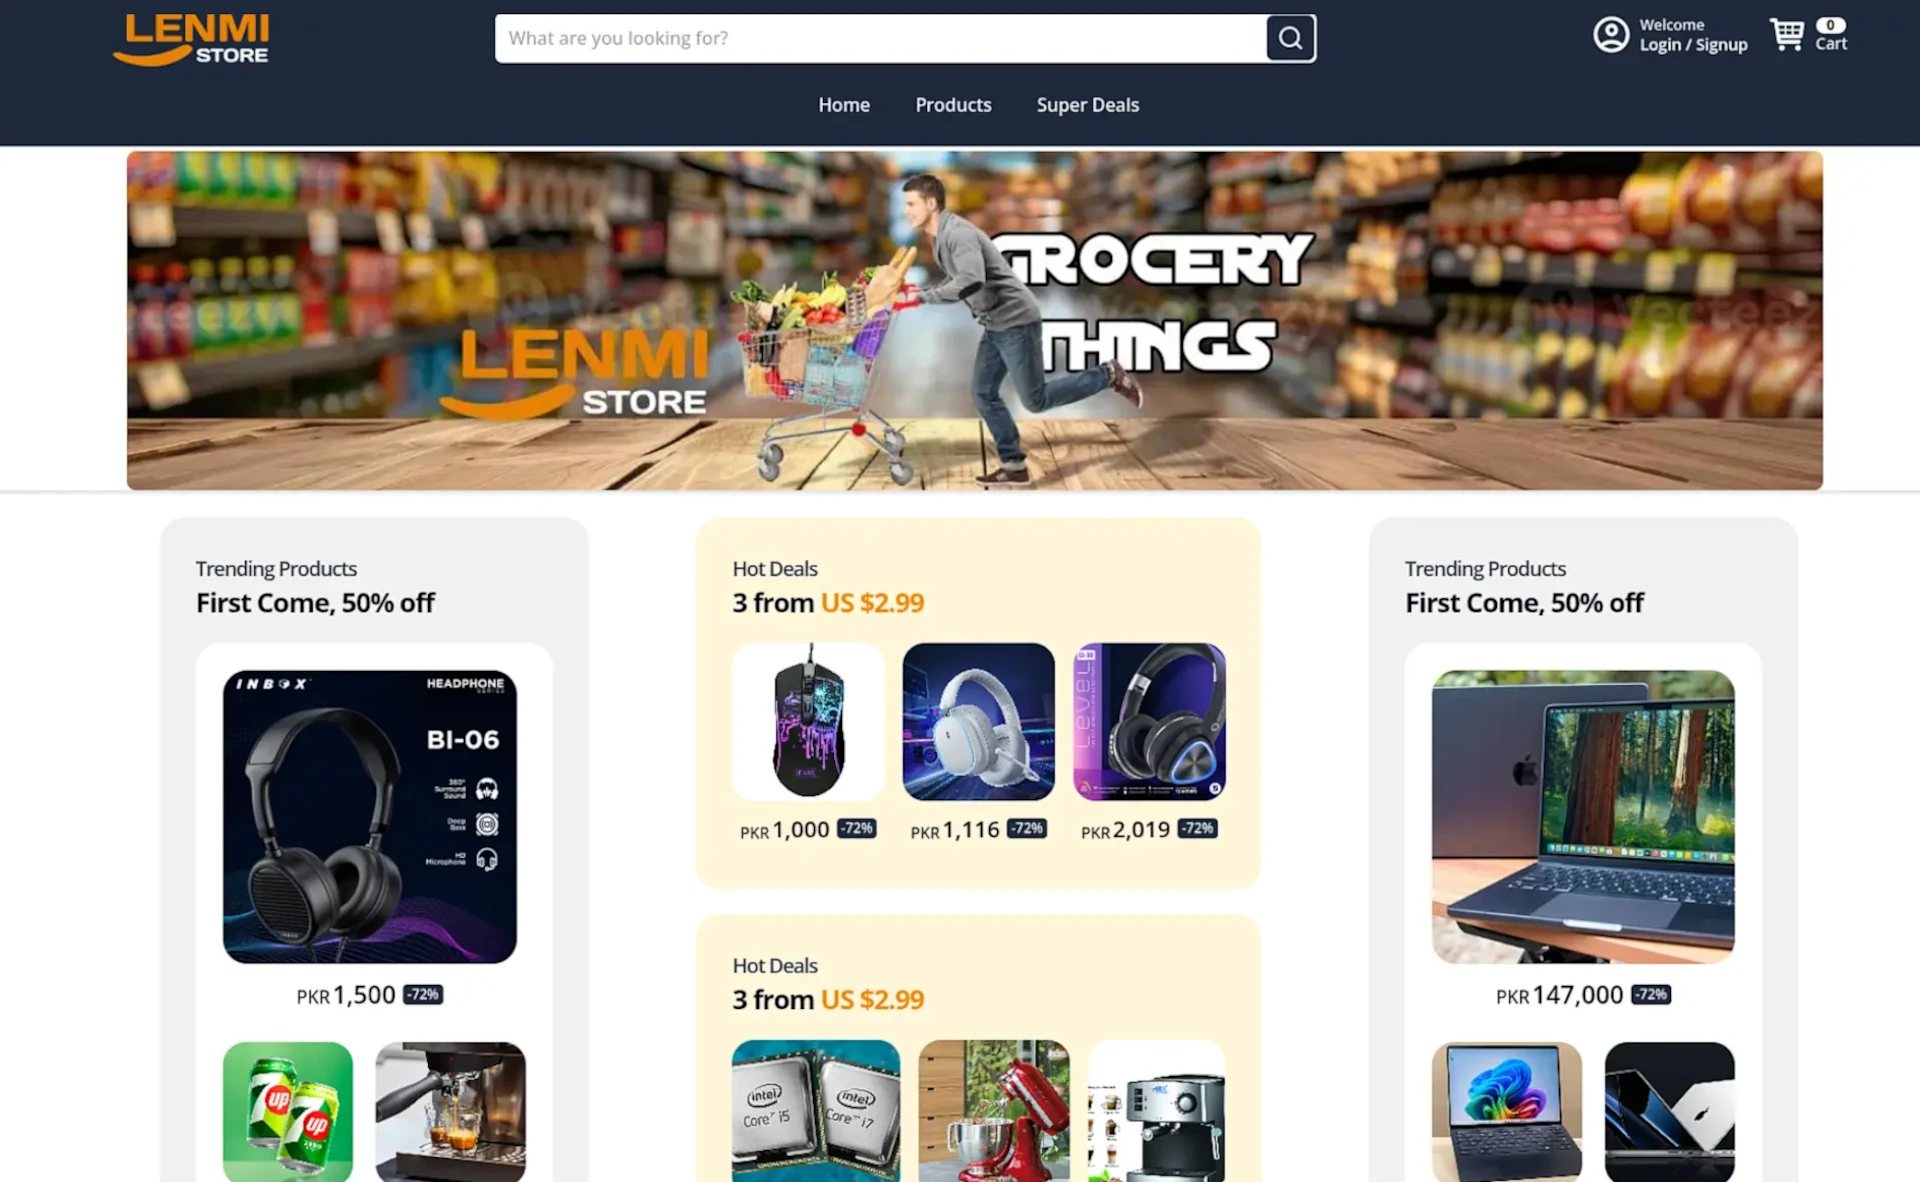 LENMI
STORE
What are you looking for?
Welcome
Login / Signup
0
Cart
Home
Products
Super Deals
GROCERY
THINGS
LENMI
STORE
Trending Products
First Come, 50% off
INBOX
HEADPHONE
SERIES
BI-06
360°
Surround
Sound
Deep
Bass
HD
Microphone
PKR 1,500 -72%
UP
UP
Hot Deals
3 from US $2.99
Level
PKR 1,000 -72%
PKR 1,116 -72%
PKR 2,019 -72%
Hot Deals
3 from US $2.99
intel
Core i5
intel
Core™ i7
Trending Products
First Come, 50% off
PKR 147,000 -72%